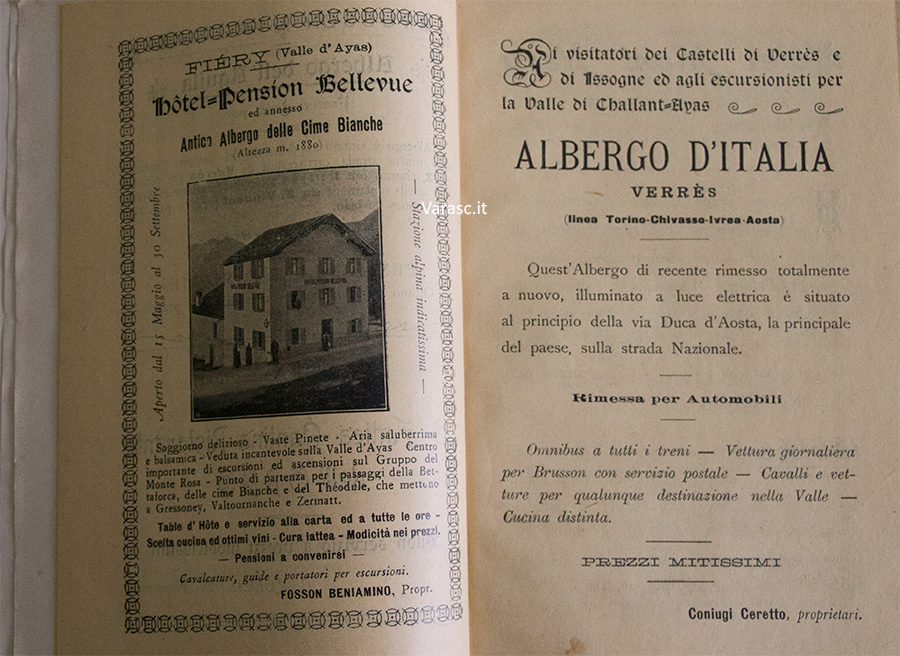 FIÉRY (Valle d'Ayas)
Hôtel=Pension Bellevue
ed annesso
Antico Albergo delle Cime Bianche
(Altezza m. 1880)
Aperto dal 15 Maggio al 30 Settembre
Varasc.it
— Stazione alpina indicatissima —
Soggiorno delizioso - Vaste Pinete - Aria saluberrima
e balsamica - Veduta incantevole sulla Valle d'Ayas Centro
importante di escursioni ed ascensioni sul Gruppo del
Monte Rosa - Punto di partenza per i passaggi della Bet-
taforca, delle cime Bianche e del Théodule, che mettono
a Gressoney, Valtournanche e Zermatt.
Table d'Hôte e servizio alla carta ed a tutte le ore -
Scelta cucina ed ottimi vini - Cura lattea - Modicità nei prezzi.
— Pensioni a convenirsi —
Cavalcature, guide e portatori per escursioni.
FOSSON BENIAMINO, Propr.
Ai visitatori dei Castelli di Verrès e
di Issogne ed agli escursionisti per
la Valle di Challant=Ayas
ALBERGO D'ITALIA
VERRÈS
(linea Torino-Chivasso-Ivrea-Aosta)
Quest'Albergo di recente rimesso totalmente
a nuovo, illuminato a luce elettrica è situato
al principio della via Duca d'Aosta, la principale
del paese, sulla strada Nazionale.
Rimessa per Automobili
Omnibus a tutti i treni — Vettura giornaliera
per Brusson con servizio postale — Cavalli e vet-
ture per qualunque destinazione nella Valle —
Cucina distinta.
PREZZI MITISSIMI
Coniugi Ceretto, proprietari.